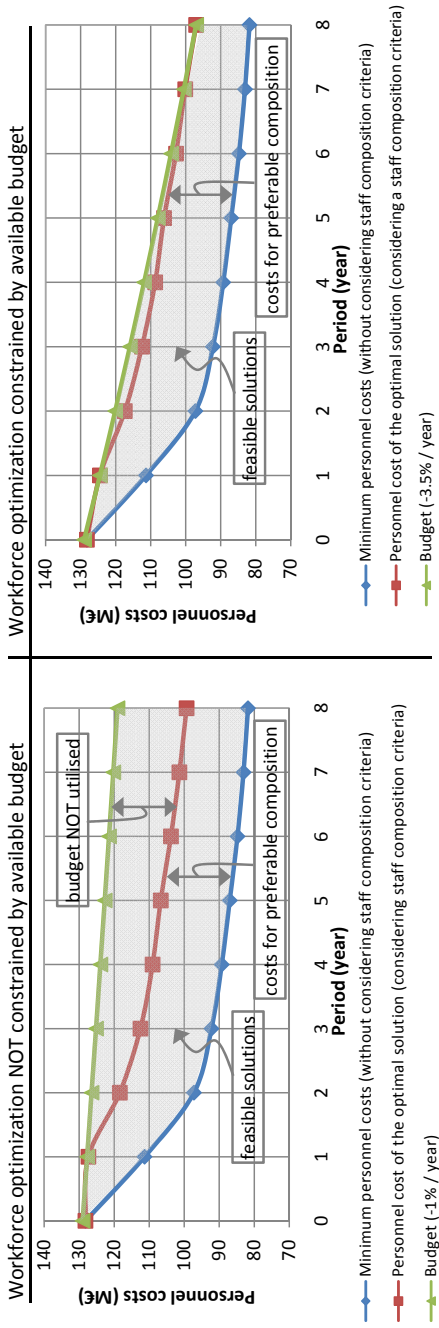 Workforce optimization NOT constrained by available budget
Personnel costs (M€)
140
130
120
110
100
90
80
70
0
1
2
3
4
5
6
7
8
Period (year)
budget NOT utilised
feasible solutions
costs for preferable composition
Minimum personnel costs (without considering staff composition criteria)
Personnel cost of the optimal solution (considering staff composition criteria)
Budget (-1% / year)
Workforce optimization constrained by available budget
Personnel costs (M€)
140
130
120
110
100
90
80
70
0
1
2
3
4
5
6
7
8
Period (year)
feasible solutions
costs for preferable composition
Minimum personnel costs (without considering staff composition criteria)
Personnel cost of the optimal solution (considering a staff composition criteria)
Budget (-3.5% / year)